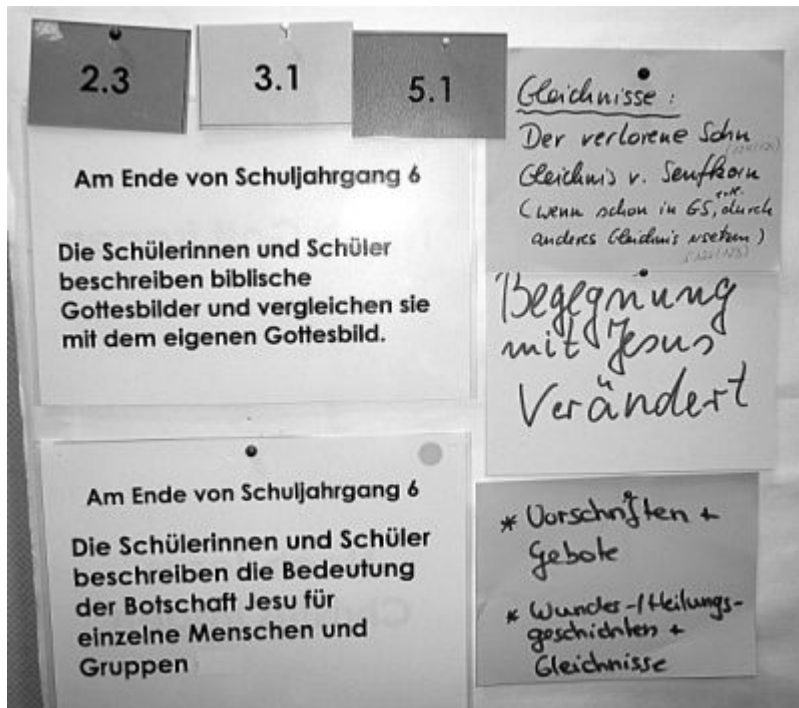 2.3
3.1
5.1
Am Ende von Schuljahrgang 6
Die Schülerinnen und Schüler
beschreiben biblische
Gottesbilder und vergleichen sie
mit dem eigenen Gottesbild.
Gleichnisse:
Der verlorene Sohn
Gleichnis v. Senfkorn
(wenn schon in GS, durch
anderes Gleichnis ersetzen)
Begegnung
mit Jesus
Verändert
Am Ende von Schuljahrgang 6
Die Schülerinnen und Schüler
beschreiben die Bedeutung
der Botschaft Jesu für
einzelne Menschen und
Gruppen
* Vorschriften +
Gebote
* Wunder-/Heilungs-
geschichten +
Gleichnisse